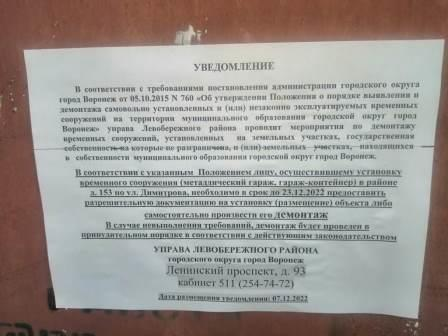 УВЕДОМЛЕНИЕ
В соответствии с требованиями постановления администрации городского округа
город Воронеж от 05.10.2015 N 760 «Об утверждении Положения о порядке выявления и
демонтажа самовольно установленных и (или) незаконно эксплуатируемых временных
сооружений на территории муниципального образования городской округ город
Воронеж» управа Левобережного района проводит мероприятия по демонтажу
временных сооружений, установленных на земельных участках, государственная
собственность на которые не разграничена, и (или) земельных участках, находящихся
в собственности муниципального образования городской округ город Воронеж.
В соответствии с указанным Положением лицу, осуществившему установку
временного сооружения (металлический гараж, гараж-контейнер) в районе
д. 153 по ул. Димитрова, необходимо в срок до 23.12.2022 предоставить
разрешительную документацию на установку (размещение) объекта либо
самостоятельно произвести его демонтаж
В случае невыполнения требований, демонтаж будет проведен в
принудительном порядке в соответствии с действующим законодательством
УПРАВА ЛЕВОБЕРЕЖНОГО РАЙОНА
городского округа город Воронеж
Ленинский проспект, д. 93
кабинет 511 (254-74-72)
Дата размещения уведомления: 07.12.2022